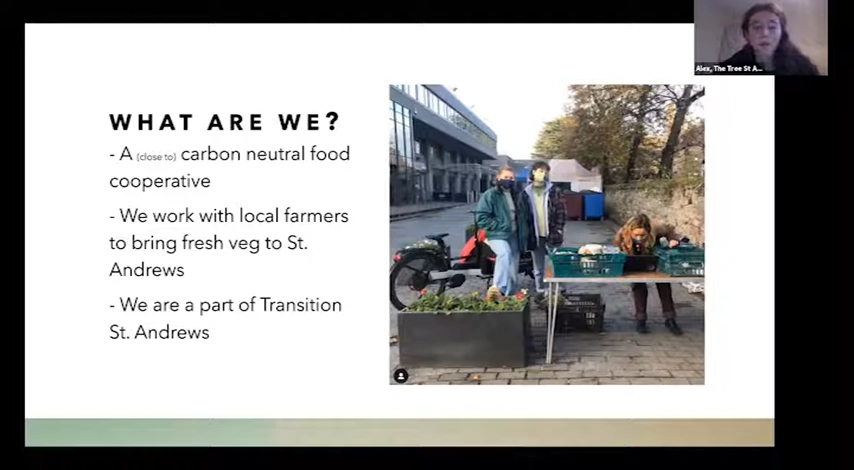 Alex, The Tree St A...
WHAT ARE WE?
- A (close to) carbon neutral food
cooperative
- We work with local farmers
to bring fresh veg to St.
Andrews
- We are a part of Transition
St. Andrews